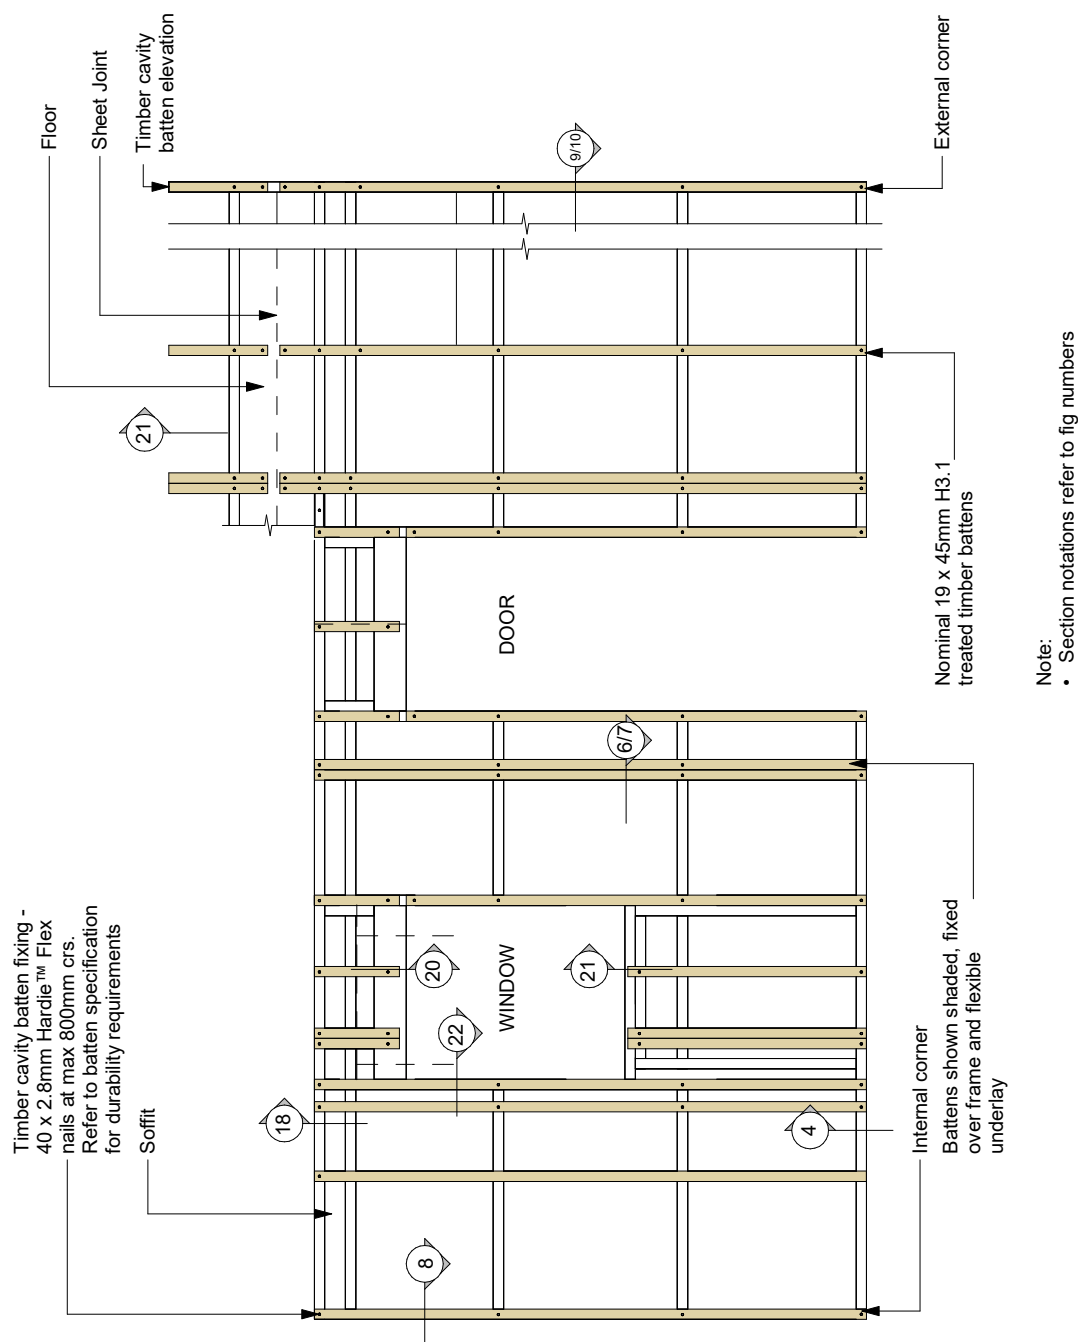 Timber cavity batten fixing -
40 x 2.8mm Hardie™ Flex
nails at max 800mm crs.
Refer to batten specification
for durability requirements
Soffit
Floor
Sheet Joint
Timber cavity
batten elevation
8
18
22
20
21
WINDOW
21
4
6/7
DOOR
21
9/10
Internal corner
Battens shown shaded, fixed
over frame and flexible
underlay
Nominal 19 x 45mm H3.1
treated timber battens
External corner
Note:
• Section notations refer to fig numbers